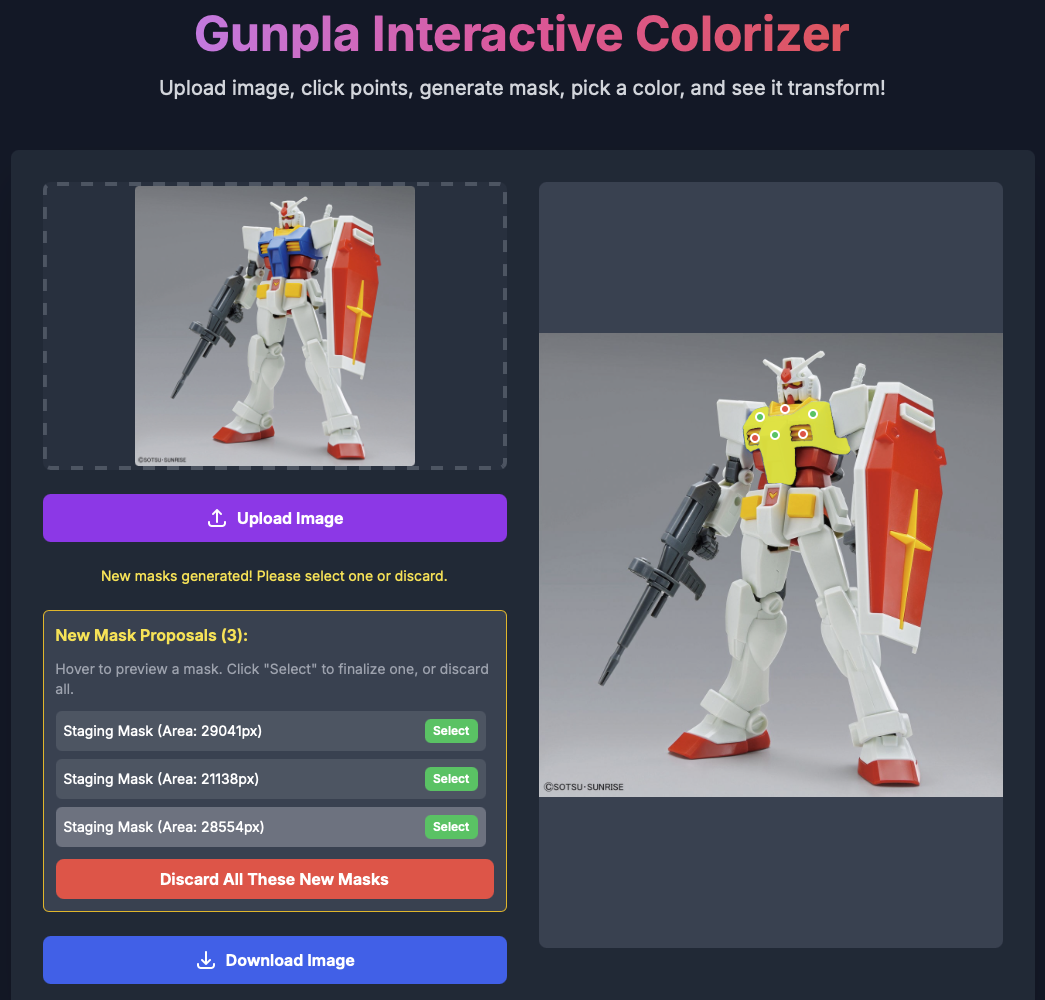 Gunpla Interactive Colorizer
Upload image, click points, generate mask, pick a color, and see it transform!
©SOTSU·SUNRISE
Upload Image
New masks generated! Please select one or discard.
New Mask Proposals (3):
Hover to preview a mask. Click "Select" to finalize one, or discard
all.
Staging Mask (Area: 29041px)
Select
Staging Mask (Area: 21138px)
Select
Staging Mask (Area: 28554px)
Select
Discard All These New Masks
Download Image
©SOTSU·SUNRISE